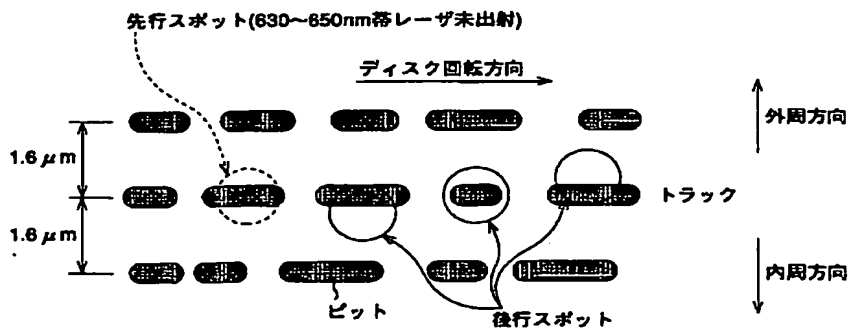 先行スポット(630～650nm帯レーザ未出射)
ディスク回転方向
外周方向
1.6μm
トラック
1.6μm
内周方向
ピット
後行スポット